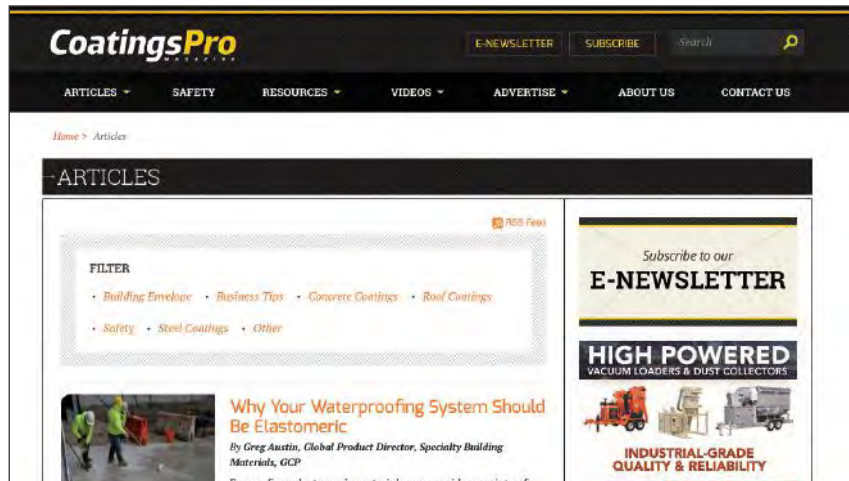 CoatingsPro
MAGAZINE
E-NEWSLETTER SUBSCRIBE Search
ARTICLES SAFETY RESOURCES VIDEOS ADVERTISE ABOUT US CONTACT US
Home > Articles
ARTICLES
RSS Feed
FILTER
• Building Envelope • Business Tips • Concrete Coatings • Roof Coatings
• Safety • Steel Coatings • Other
Why Your Waterproofing System Should
Be Elastomeric
By Greg Austin, Global Product Director, Specialty Building
Materials, GCP
Subscribe to our
E-NEWSLETTER
HIGH POWERED
VACUUM LOADERS & DUST COLLECTORS
INDUSTRIAL-GRADE
QUALITY & RELIABILITY